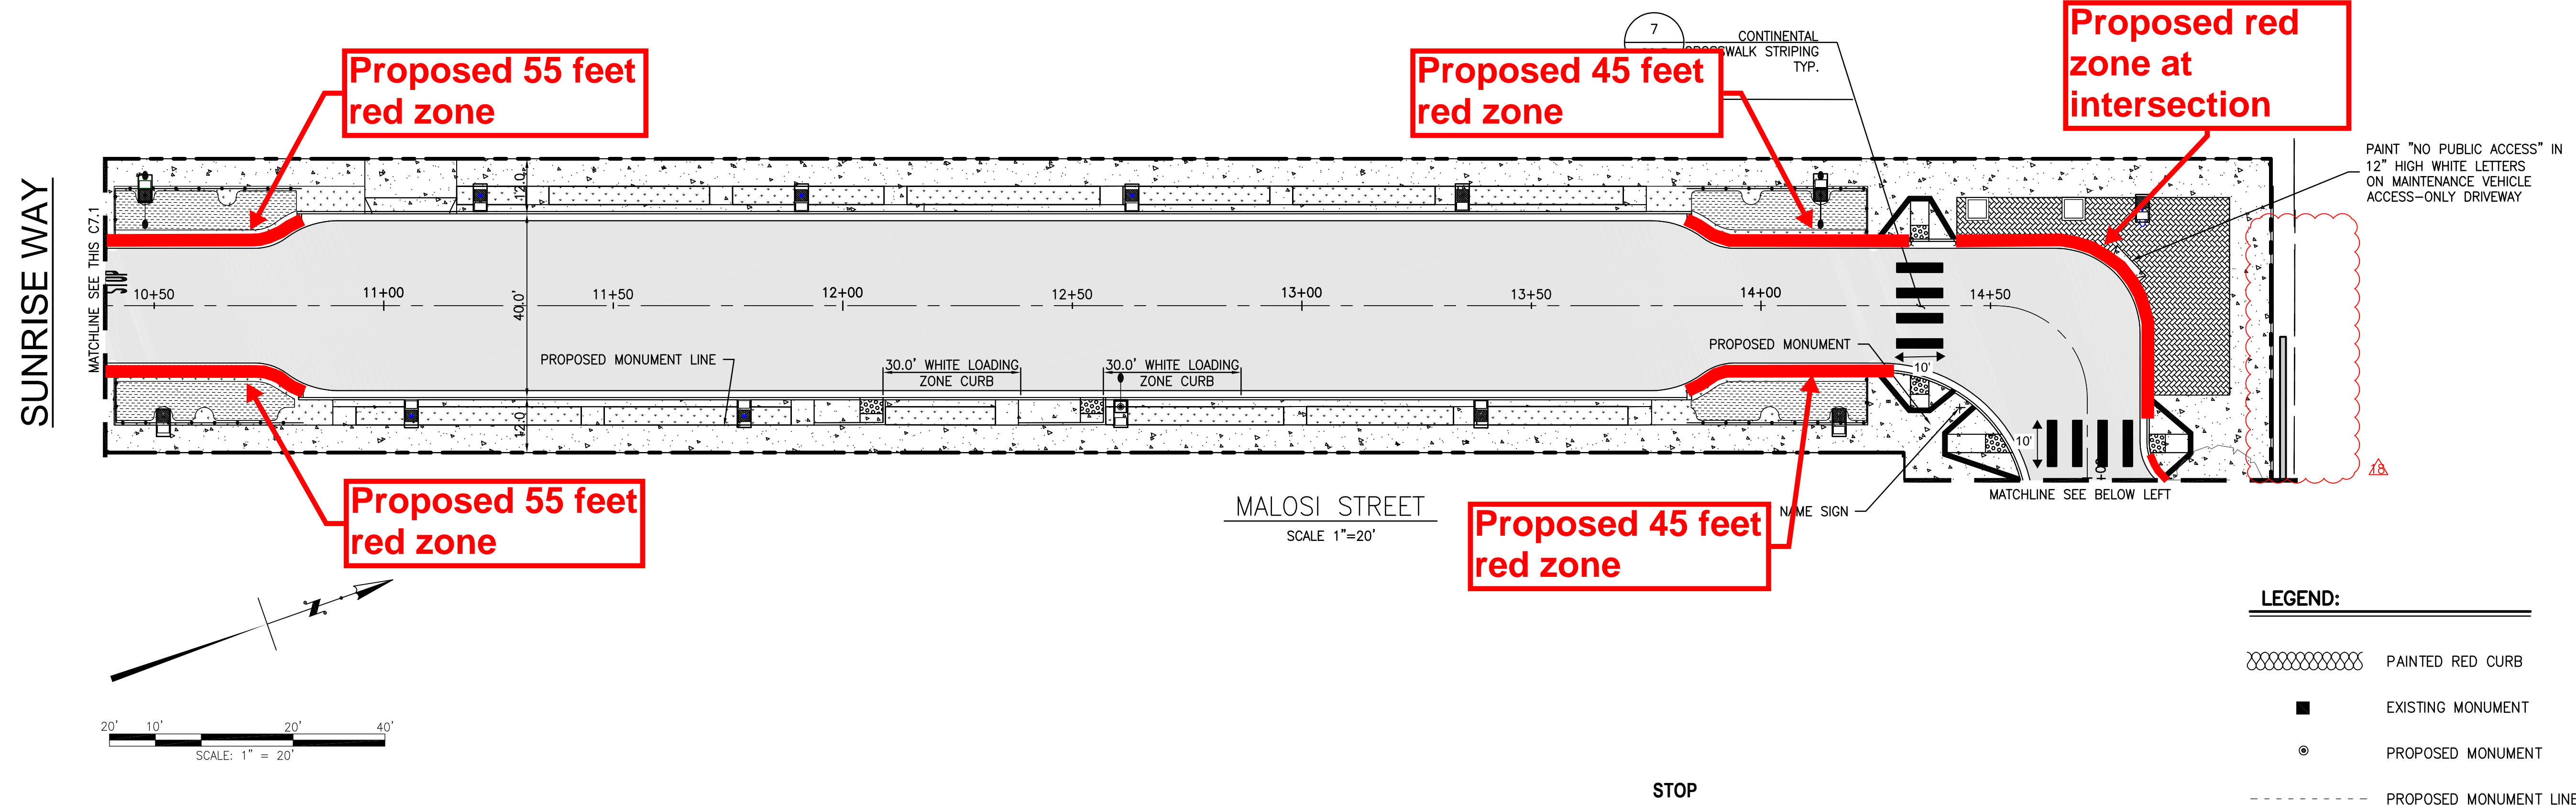 Proposed 55 feet
red zone
Proposed 45 feet
red zone
Proposed red
zone at
intersection
7
CONTINENTAL
CROSSWALK STRIPING
TYP.
PAINT "NO PUBLIC ACCESS" IN
12" HIGH WHITE LETTERS
ON MAINTENANCE VEHICLE
ACCESS-ONLY DRIVEWAY
SUNRISE WAY
MATCHLINE SEE THIS C7.1
STOP
12.0
40.0'
12.0
10+50
11+00
11+50
12+00
12+50
13+00
13+50
14+00
14+50
PROPOSED MONUMENT LINE
30.0' WHITE LOADING
ZONE CURB
30.0' WHITE LOADING
ZONE CURB
PROPOSED MONUMENT
10'
10'
18
MATCHLINE SEE BELOW LEFT
NAME SIGN
Proposed 55 feet
red zone
MALOSI STREET
SCALE 1"=20'
Proposed 45 feet
red zone
N
20' 10' 20' 40'
SCALE: 1" = 20'
STOP
LEGEND:
PAINTED RED CURB
EXISTING MONUMENT
PROPOSED MONUMENT
PROPOSED MONUMENT LINE